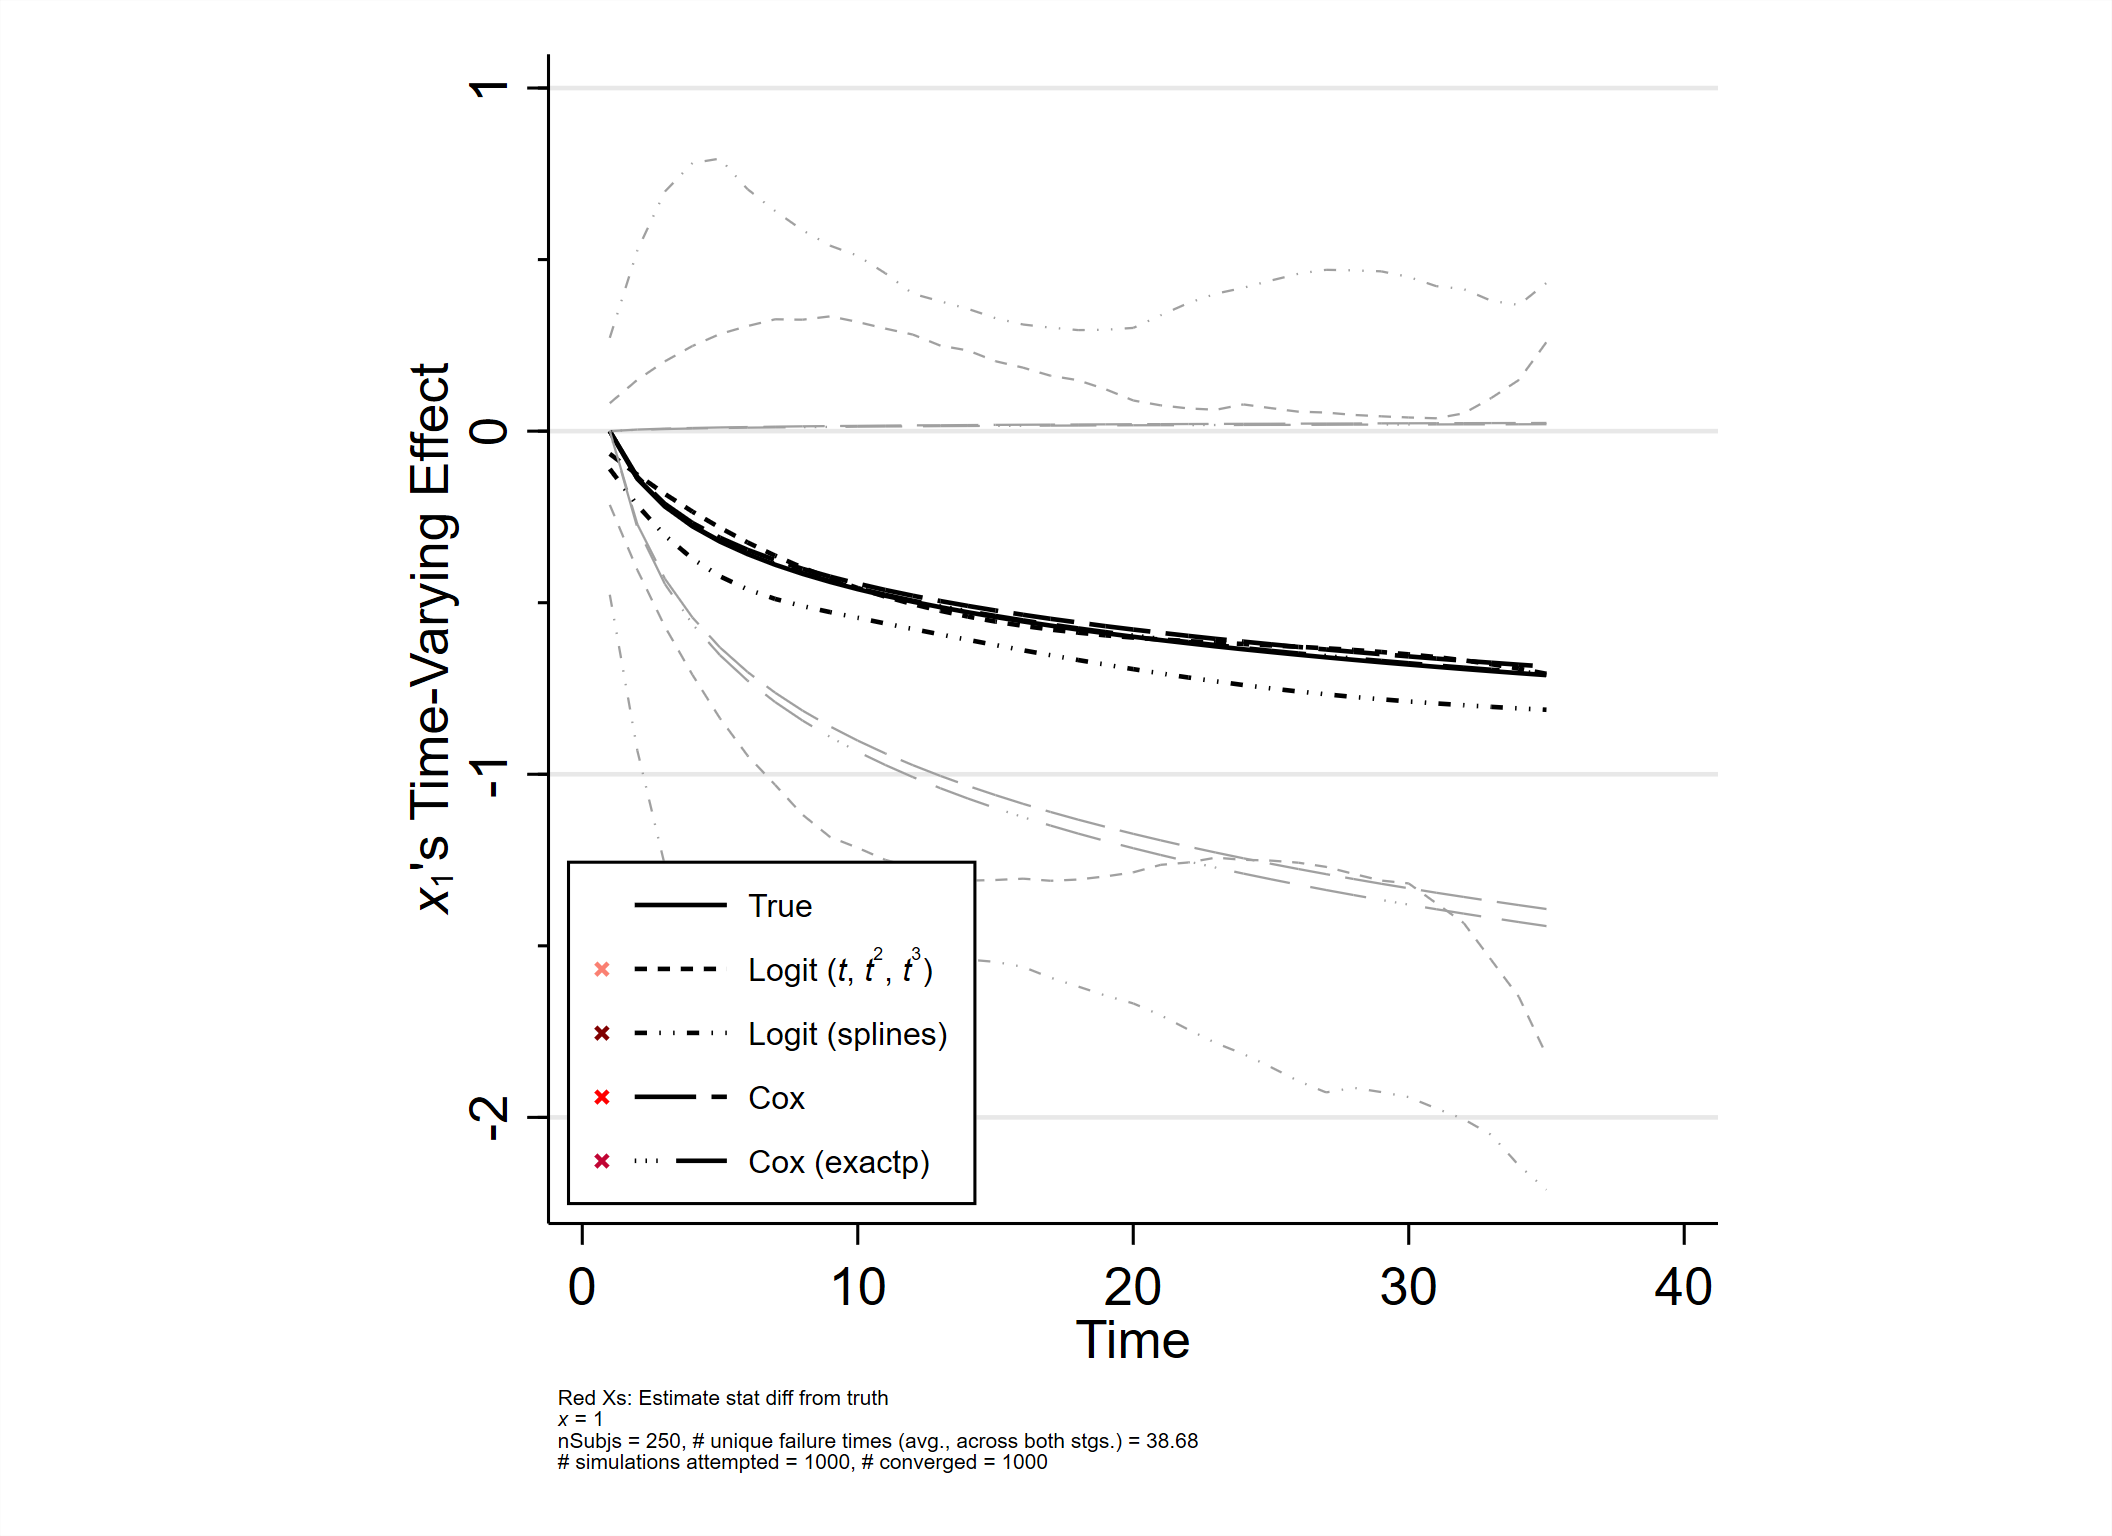 1
0
-1
-2
x₁'s Time-Varying Effect
True
Logit (t, t², t³)
Logit (splines)
Cox
Cox (exactp)
0 10 20 30 40
Time
Red Xs: Estimate stat diff from truth
x = 1
nSubjs = 250, # unique failure times (avg., across both stgs.) = 38.68
# simulations attempted = 1000, # converged = 1000